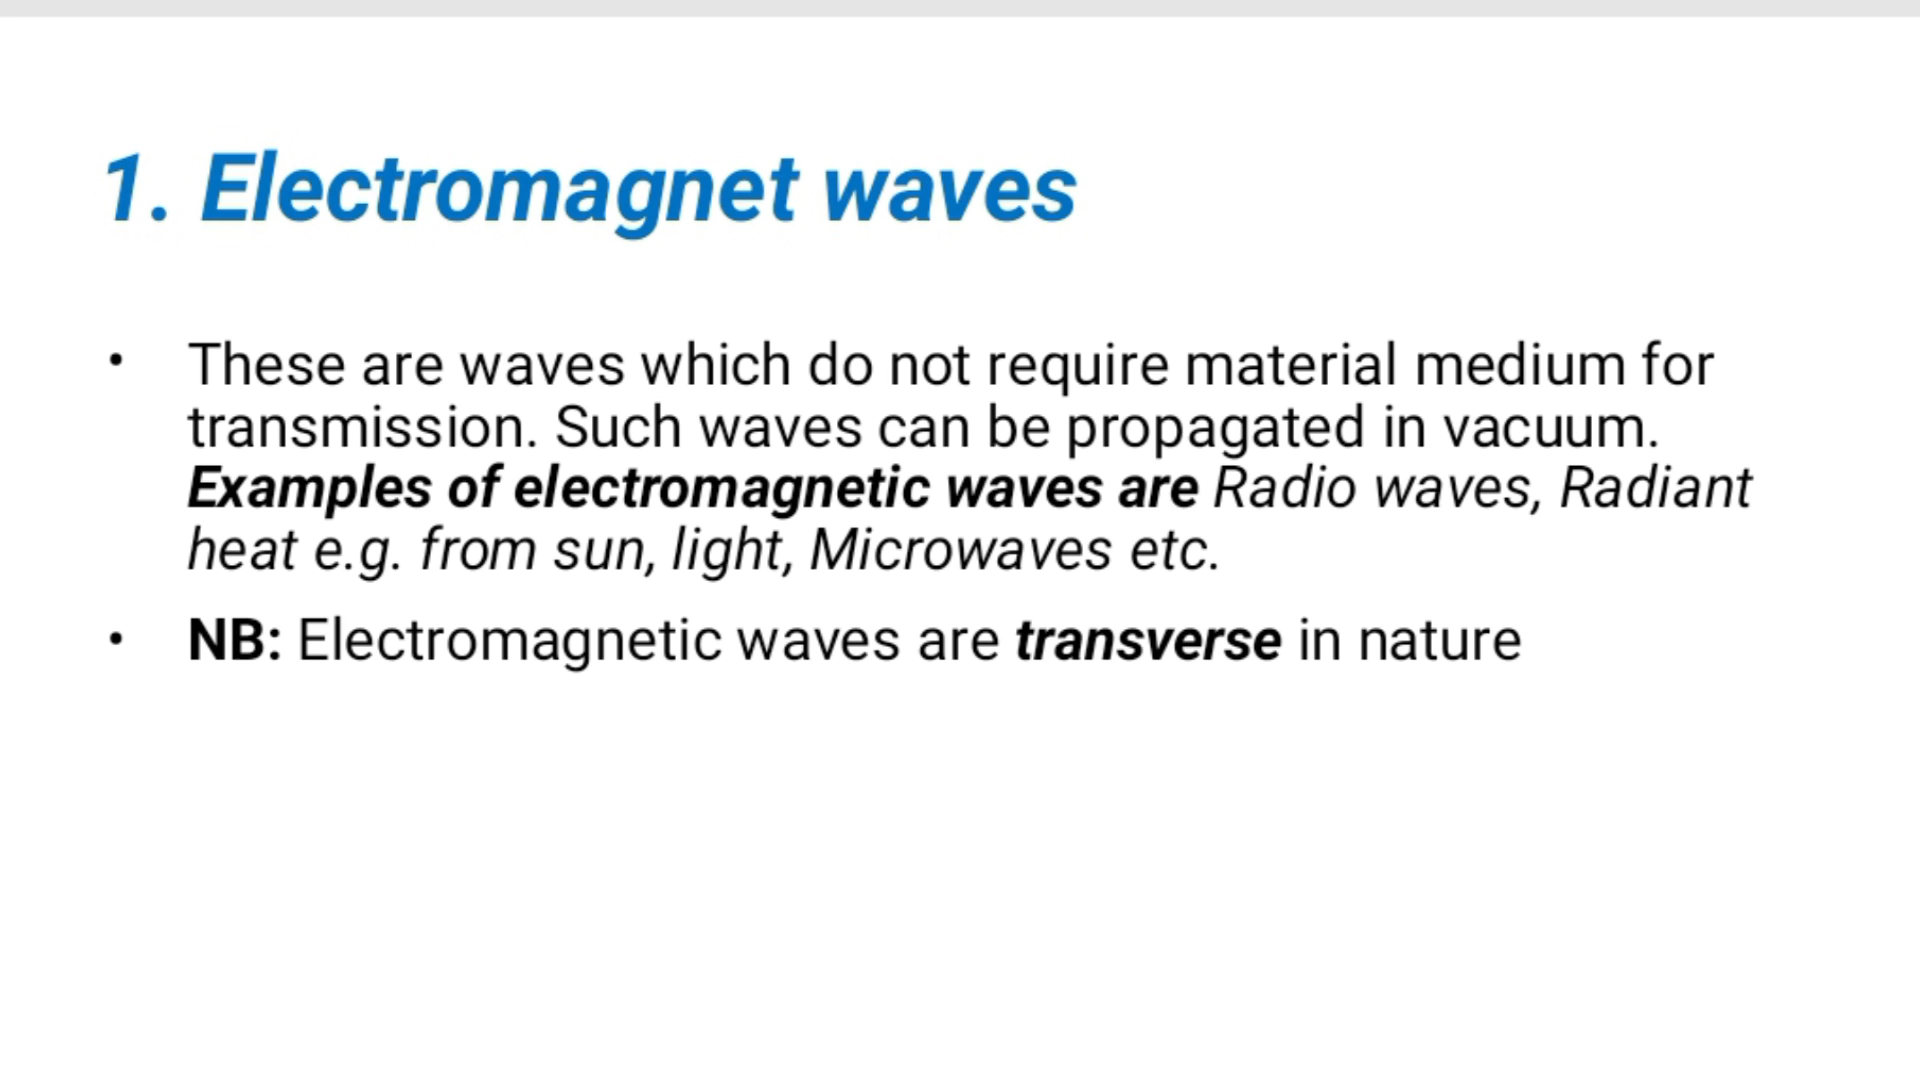 1. Electromagnet waves
• These are waves which do not require material medium for
transmission. Such waves can be propagated in vacuum.
Examples of electromagnetic waves are Radio waves, Radiant
heat e.g. from sun, light, Microwaves etc.
• NB: Electromagnetic waves are transverse in nature